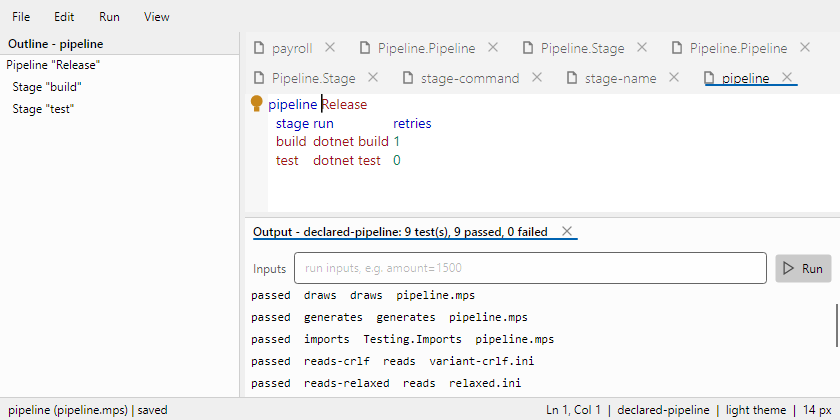 File Edit Run View
Outline - pipeline
Pipeline "Release"
Stage "build"
Stage "test"
payroll Pipeline.Pipeline Pipeline.Stage Pipeline.Pipeline
Pipeline.Stage stage-command stage-name pipeline
pipeline Release
stage run retries
build dotnet build 1
test dotnet test 0
Output - declared-pipeline: 9 test(s), 9 passed, 0 failed
Inputs run inputs, e.g. amount=1500 Run
passed draws draws pipeline.mps
passed generates generates pipeline.mps
passed imports Testing.Imports pipeline.mps
passed reads-crlf reads variant-crlf.ini
passed reads-relaxed reads relaxed.ini
pipeline (pipeline.mps) | saved Ln 1, Col 1 | declared-pipeline | light theme | 14 px